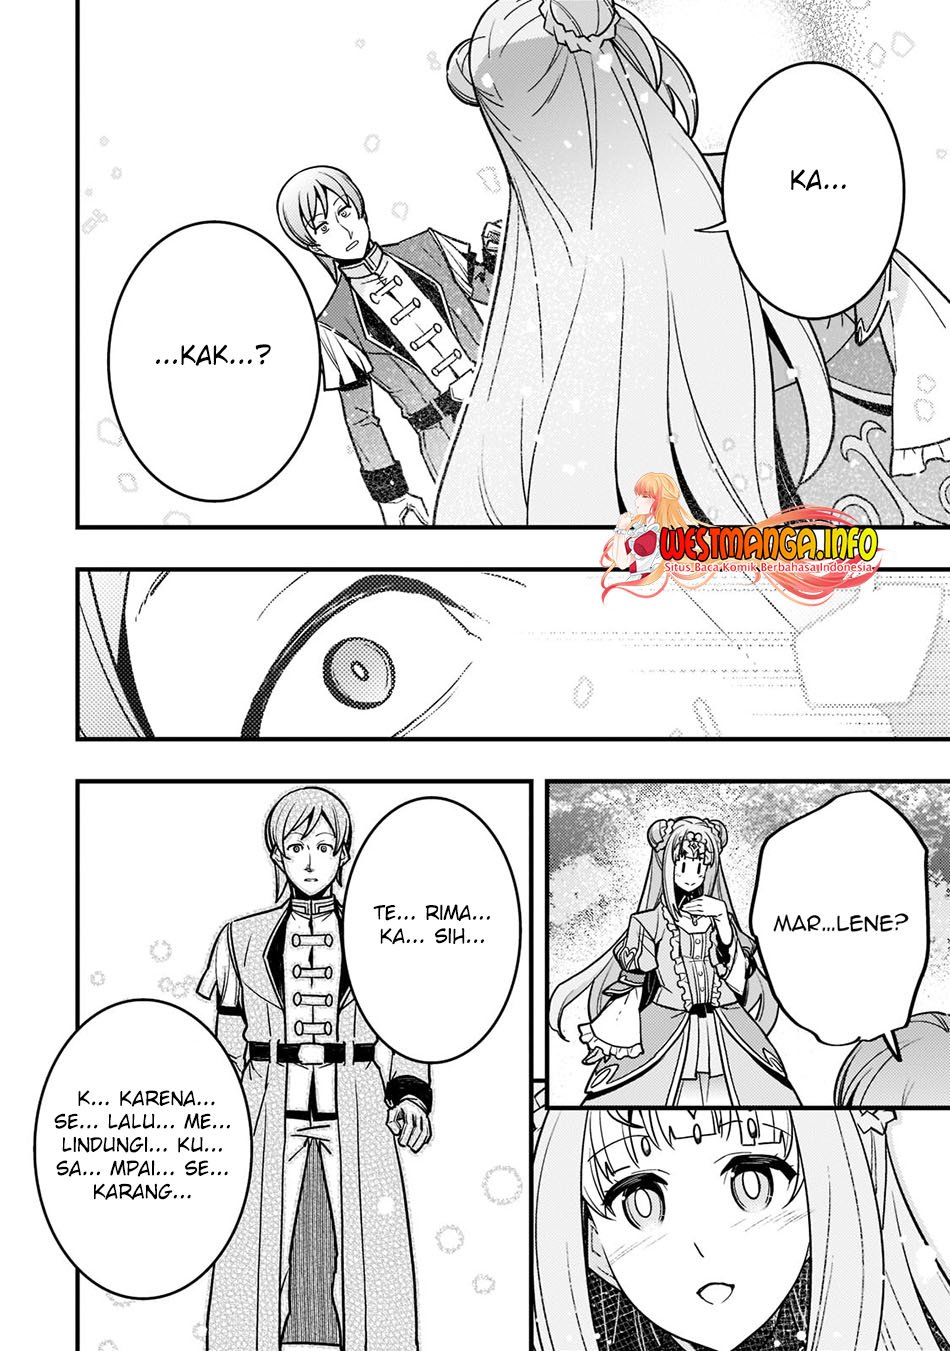 KA...
...KAK...?
WESTMANGA.INFO
Situs Baca Komik Berbahasa Indonesia
MAR...LENE?
TE... RIMA...
KA... SIH...
K... KARENA...
SE... LALU... ME...
LINDUNGI... KU...
SA... MPAI... SE...
KARANG...